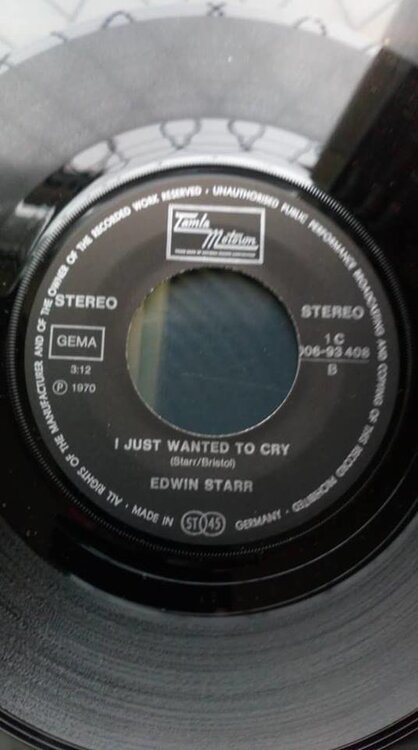 ALL RIGHTS OF THE MANUFACTURER AND OF THE OWNER OF THE RECORDED WORK RESERVED · UNAUTHORISED PUBLIC PERFORMANCE BROADCASTING AND COPYING OF THIS RECORD PROHIBITED
Tamla
Motown
STEREO
STEREO
GEMA
3:12
Ⓟ 1970
1 C
006-93 408
B
I JUST WANTED TO CRY
(Starr/Bristol)
EDWIN STARR
· MADE IN
ST 45
GERMANY ·